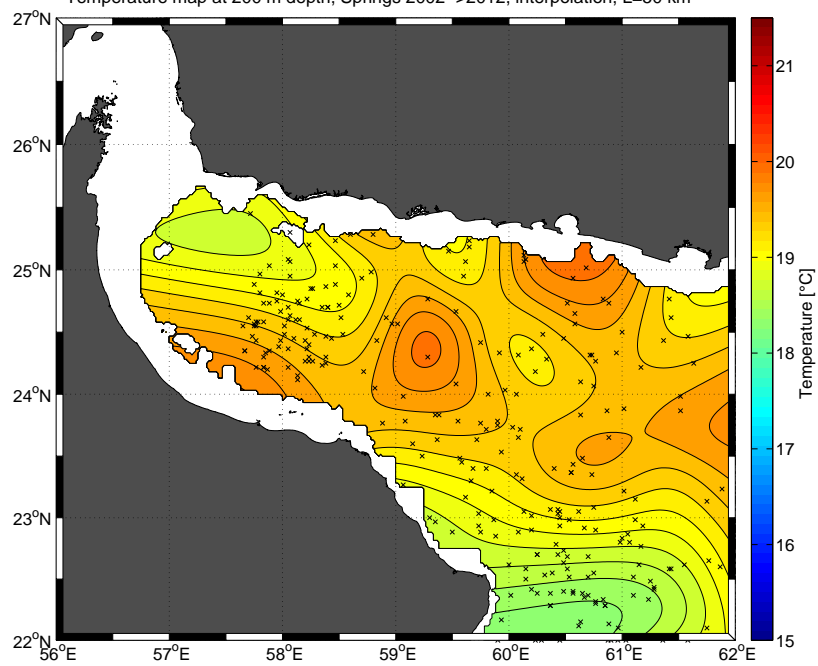 Temperature map at 200 m depth, Springs 2002->2012, interpolation, km
27°N
26°N
25°N
24°N
23°N
22°N
56°E 57°E 58°E 59°E 60°E 61°E 62°E
21
20
19
18
17
16
15
Temperature [°C]